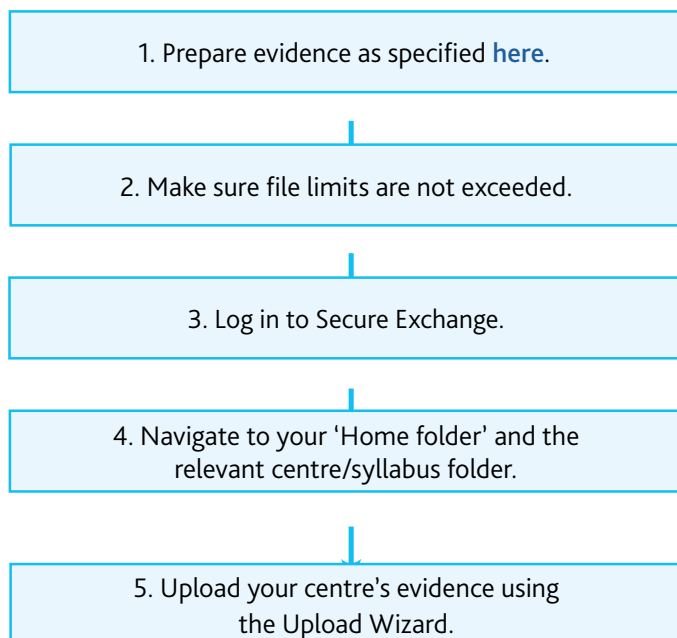 1. Prepare evidence as specified here.
2. Make sure file limits are not exceeded.
3. Log in to Secure Exchange.
4. Navigate to your ‘Home folder’ and the
relevant centre/syllabus folder.
5. Upload your centre’s evidence using
the Upload Wizard.